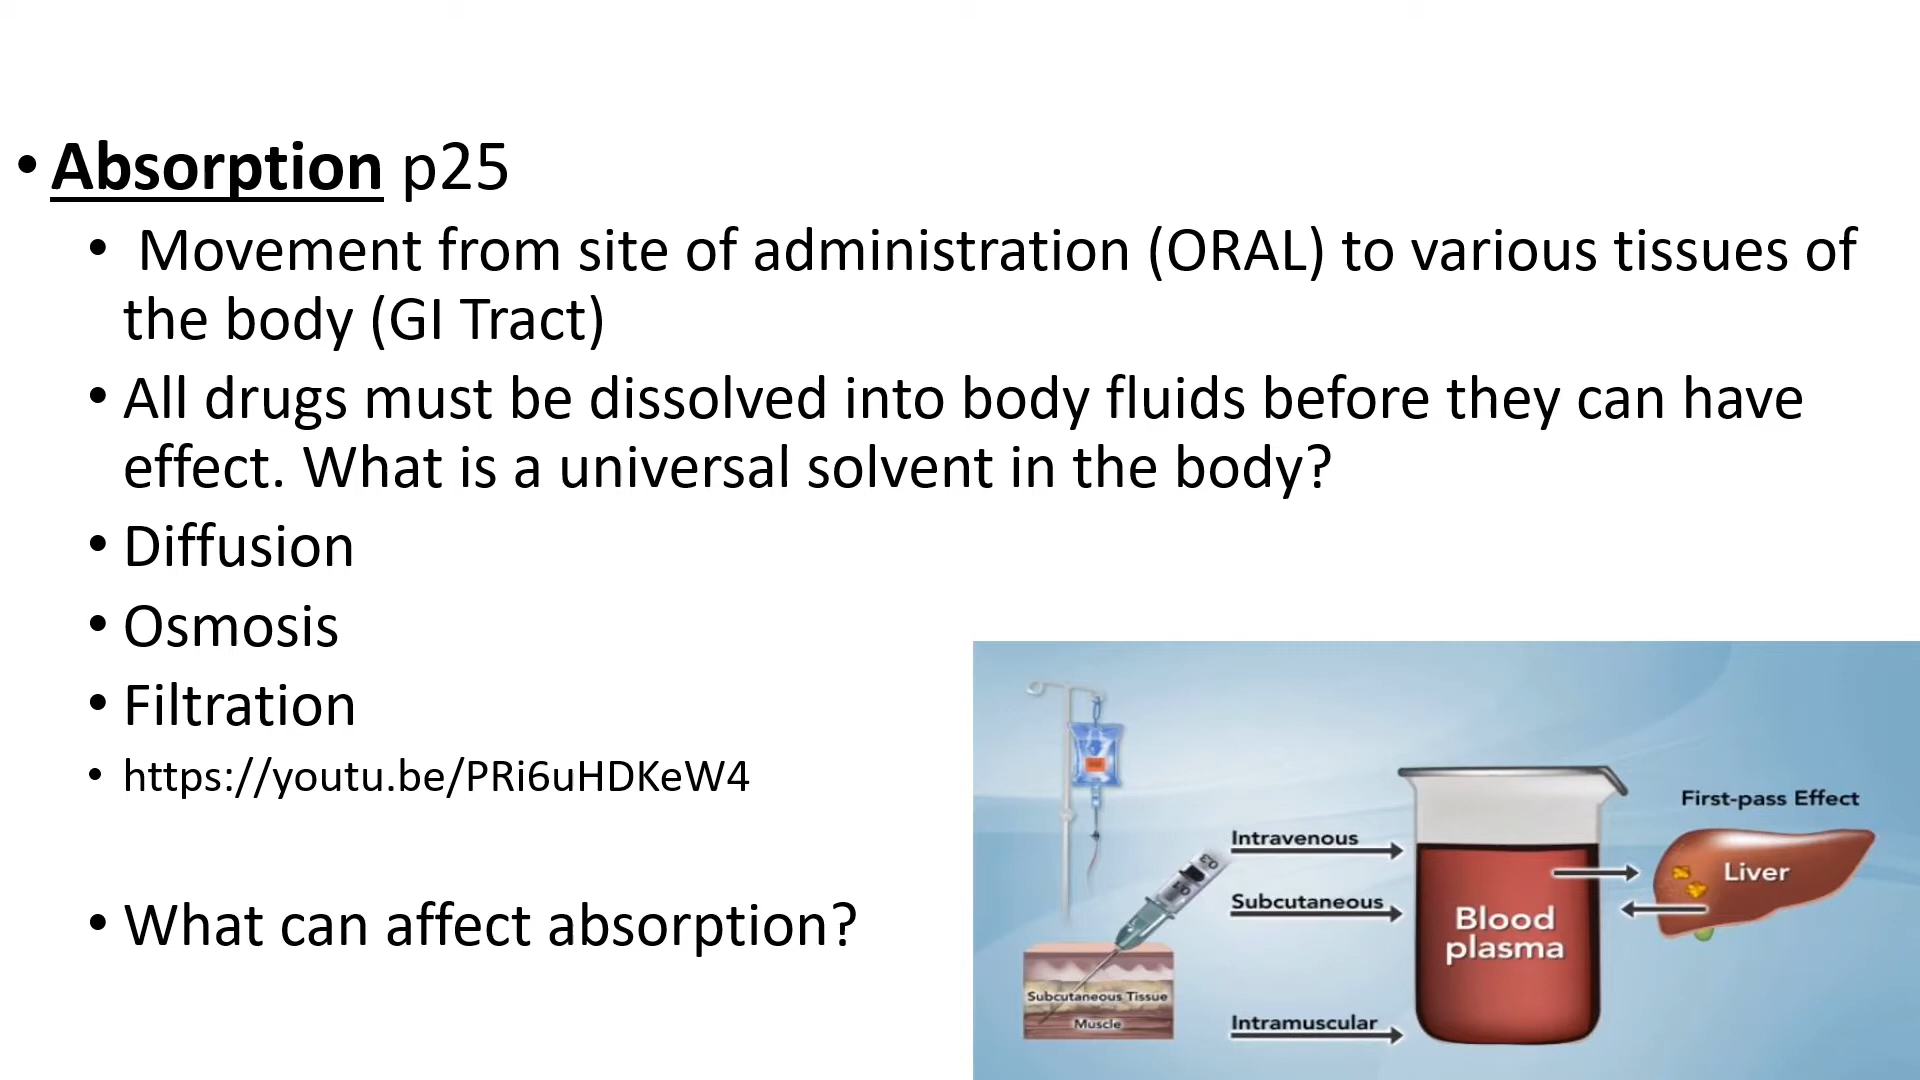 • Absorption p25
• Movement from site of administration (ORAL) to various tissues of
the body (GI Tract)
• All drugs must be dissolved into body fluids before they can have
effect. What is a universal solvent in the body?
• Diffusion
• Osmosis
• Filtration
• https://youtu.be/PRi6uHDKeW4
• What can affect absorption?
First-pass Effect
Intravenous
Liver
Subcutaneous
Blood
plasma
Subcutaneous Tissue
Muscle
Intramuscular